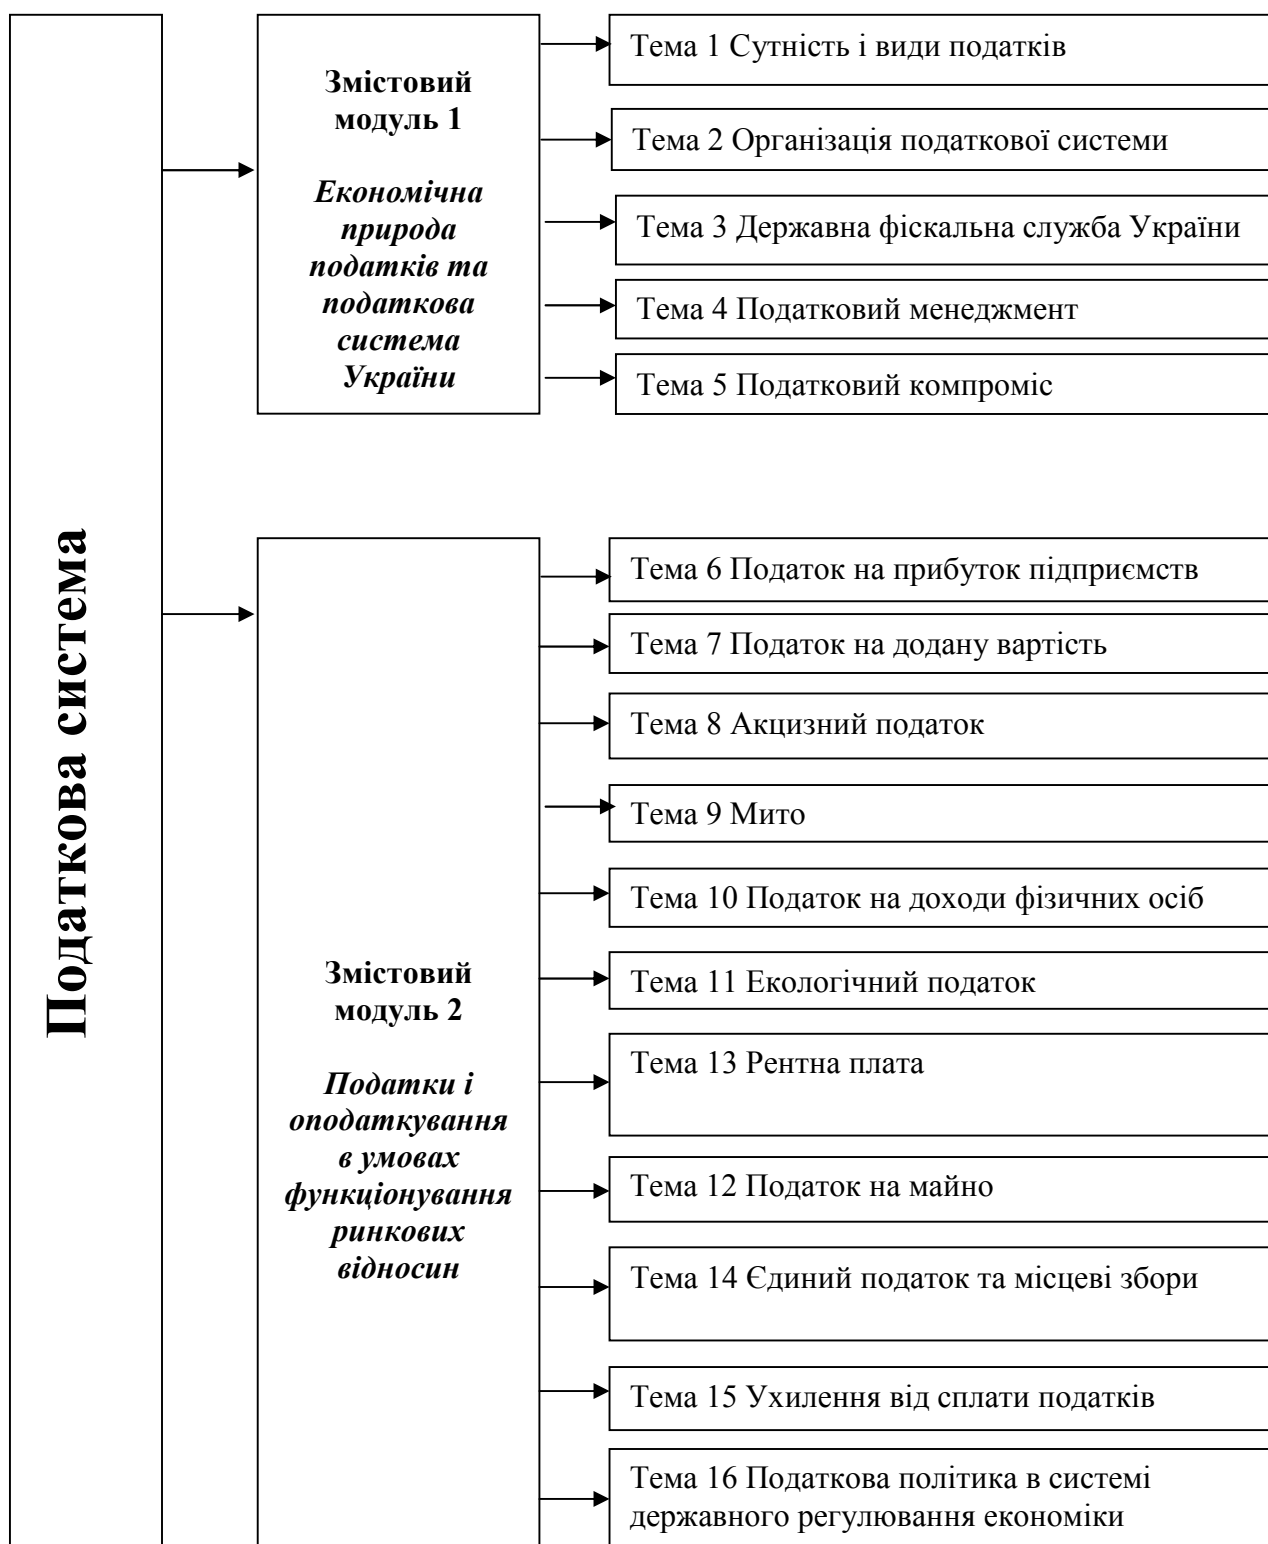 Податкова система
Змістовий
модуль 1
Економічна
природа
податків та
податкова
система
України
Тема 1 Сутність і види податків
Тема 2 Організація податкової системи
Тема 3 Державна фіскальна служба України
Тема 4 Податковий менеджмент
Тема 5 Податковий компроміс
Змістовий
модуль 2
Податки і
оподаткування
в умовах
функціонування
ринкових
відносин
Тема 6 Податок на прибуток підприємств
Тема 7 Податок на додану вартість
Тема 8 Акцизний податок
Тема 9 Мито
Тема 10 Податок на доходи фізичних осіб
Тема 11 Екологічний податок
Тема 13 Рентна плата
Тема 12 Податок на майно
Тема 14 Єдиний податок та місцеві збори
Тема 15 Ухилення від сплати податків
Тема 16 Податкова політика в системі
державного регулювання економіки